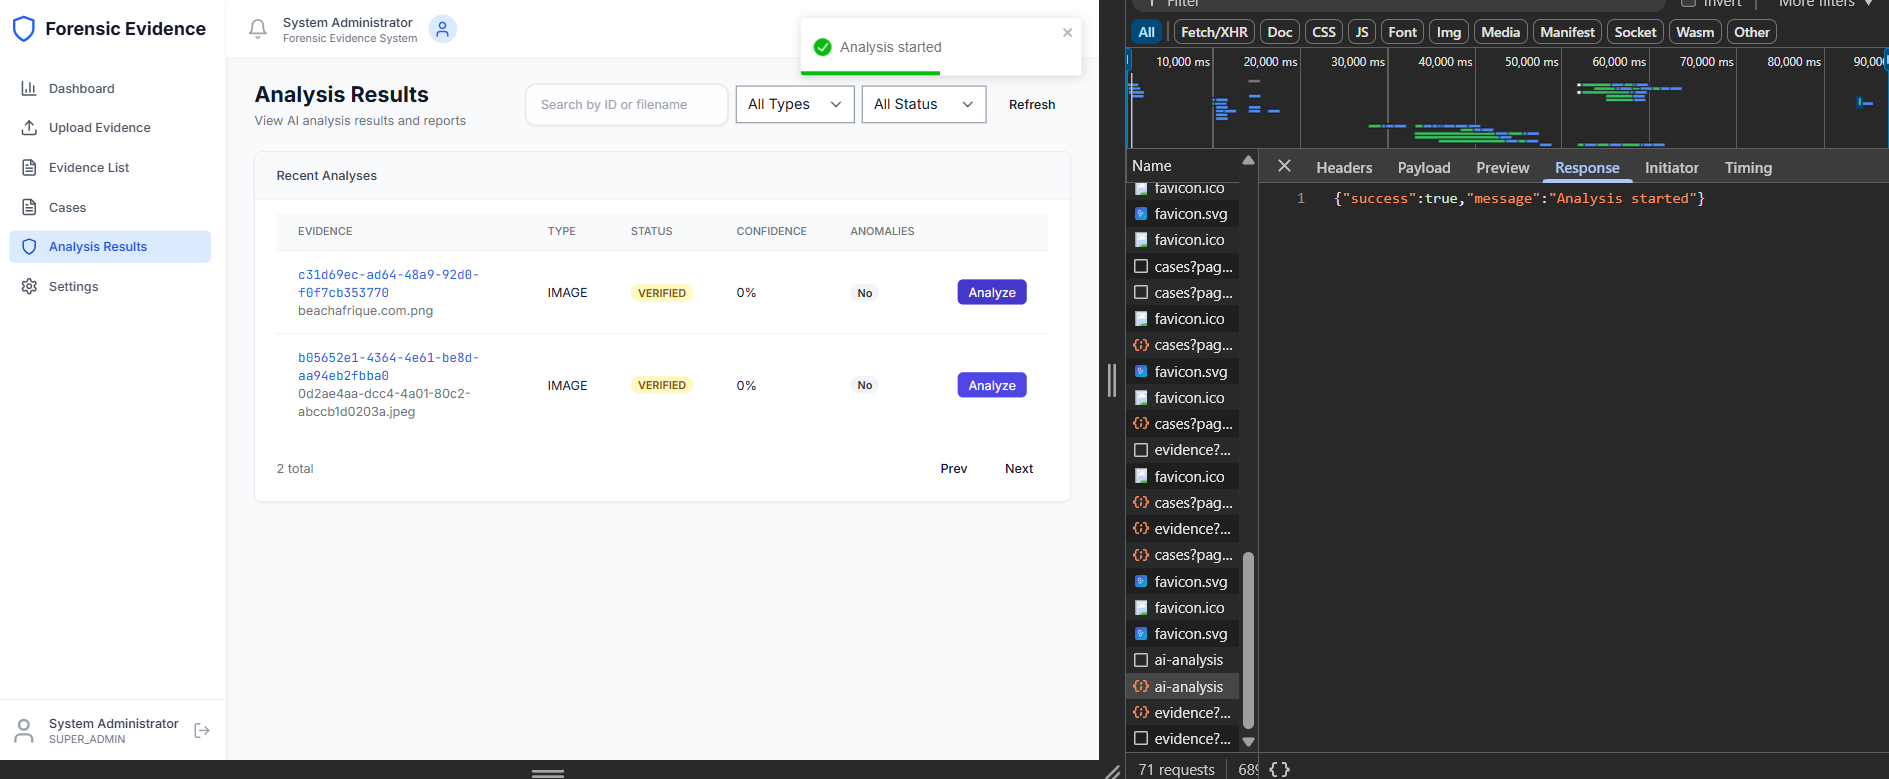 Forensic Evidence
Dashboard
Upload Evidence
Evidence List
Cases
Analysis Results
Settings
System Administrator
SUPER_ADMIN
System Administrator
Forensic Evidence System
Analysis started
Analysis Results
View AI analysis results and reports
Search by ID or filename
All Types
All Status
Refresh
Recent Analyses
EVIDENCE TYPE STATUS CONFIDENCE ANOMALIES
c31d69ec-ad64-48a9-92d0-
f0f7cb353770
beachafrique.com.png
IMAGE VERIFIED 0% No Analyze
b05652e1-4364-4e61-be8d-
aa94eb2fbba0
0d2ae4aa-dcc4-4a01-80c2-
abccb1d0203a.jpeg
IMAGE VERIFIED 0% No Analyze
2 total
Prev Next
Filter Invert More filters
All Fetch/XHR Doc CSS JS Font Img Media Manifest Socket Wasm Other
10,000 ms 20,000 ms 30,000 ms 40,000 ms 50,000 ms 60,000 ms 70,000 ms 80,000 ms 90,00
Name
favicon.ico
favicon.svg
favicon.ico
cases?pag...
cases?pag...
favicon.ico
cases?pag...
favicon.svg
favicon.ico
cases?pag...
evidence?...
favicon.ico
cases?pag...
evidence?...
cases?pag...
favicon.svg
favicon.ico
favicon.svg
ai-analysis
ai-analysis
evidence?...
evidence?...
71 requests 689
Headers Payload Preview Response Initiator Timing
1 {"success":true,"message":"Analysis started"}
{}